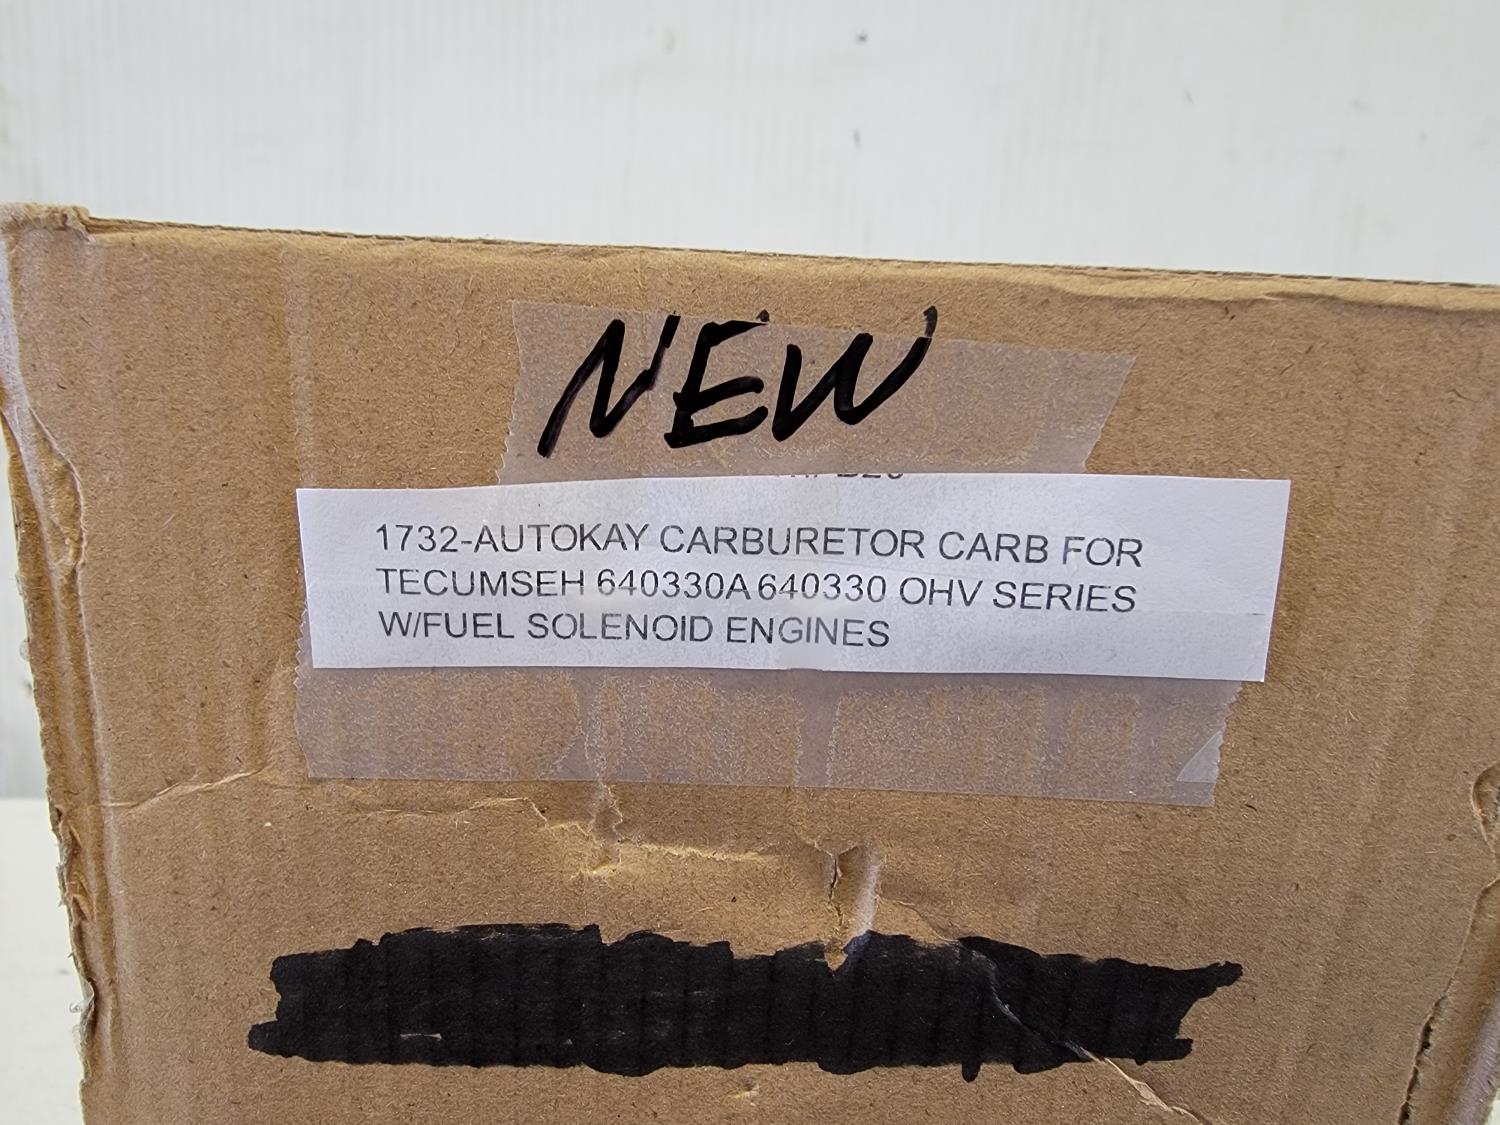 NEW
1732-AUTOKAY CARBURETOR CARB FOR
TECUMSEH 640330A 640330 OHV SERIES
W/FUEL SOLENOID ENGINES